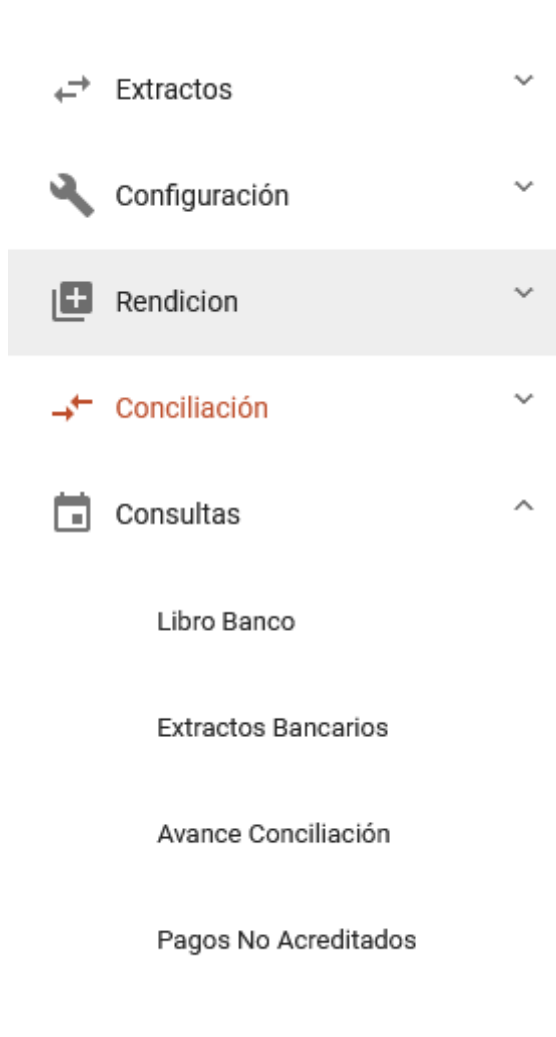 Extractos
Configuración
Rendicion
Conciliación
Consultas
Libro Banco
Extractos Bancarios
Avance Conciliación
Pagos No Acreditados